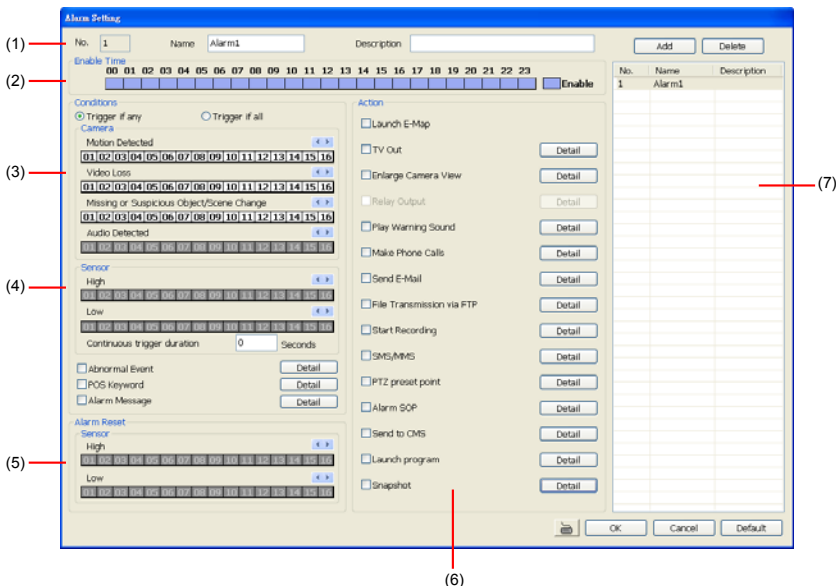 Alarm Setting
(1)
No. 1 Name Alarm1 Description
Add Delete
Enable Time
00 01 02 03 04 05 06 07 08 09 10 11 12 13 14 15 16 17 18 19 20 21 22 23
(2)
Enable
No. Name Description
1 Alarm1
Conditions
Trigger if any Trigger if all
Camera
Motion Detected
01 02 03 04 05 06 07 08 09 10 11 12 13 14 15 16
(3)
Video Loss
01 02 03 04 05 06 07 08 09 10 11 12 13 14 15 16
Missing or Suspicious Object/Scene Change
01 02 03 04 05 06 07 08 09 10 11 12 13 14 15 16
Audio Detected
01 02 03 04 05 06 07 08 09 10 11 12 13 14 15 16
Sensor
(4)
High
01 02 03 04 05 06 07 08 09 10 11 12 13 14 15 16
Low
01 02 03 04 05 06 07 08 09 10 11 12 13 14 15 16
Continuous trigger duration 0 Seconds
Abnormal Event Detail
POS Keyword Detail
Alarm Message Detail
Alarm Reset
Sensor
High
(5)
01 02 03 04 05 06 07 08 09 10 11 12 13 14 15 16
Low
01 02 03 04 05 06 07 08 09 10 11 12 13 14 15 16
Action
Launch E-Map
TV Out Detail
Enlarge Camera View Detail
Relay Output Detail
Play Warning Sound Detail
Make Phone Calls Detail
Send E-Mail Detail
File Transmission via FTP Detail
Start Recording Detail
SMS/MMS Detail
PTZ preset point Detail
Alarm SOP Detail
Send to CMS Detail
Launch program Detail
Snapshot Detail
(7)
OK Cancel Default
(6)